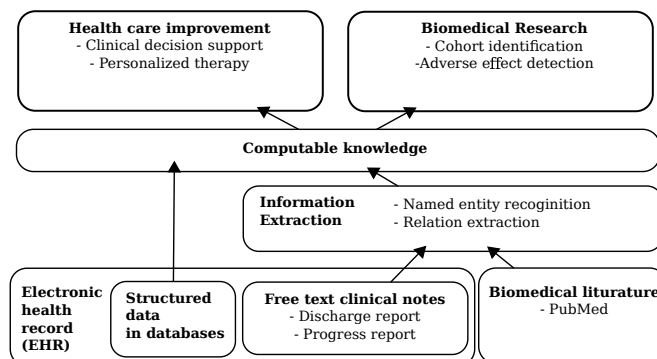 Health care improvement
- Clinical decision support
- Personalized therapy
Biomedical Research
- Cohort identification
-Adverse effect detection
Computable knowledge
Information
Extraction
- Named entity recoginition
- Relation extraction
Electronic
health
record
(EHR)
Structured
data
in databases
Free text clinical notes
- Discharge report
- Progress report
Biomedical liturature
- PubMed